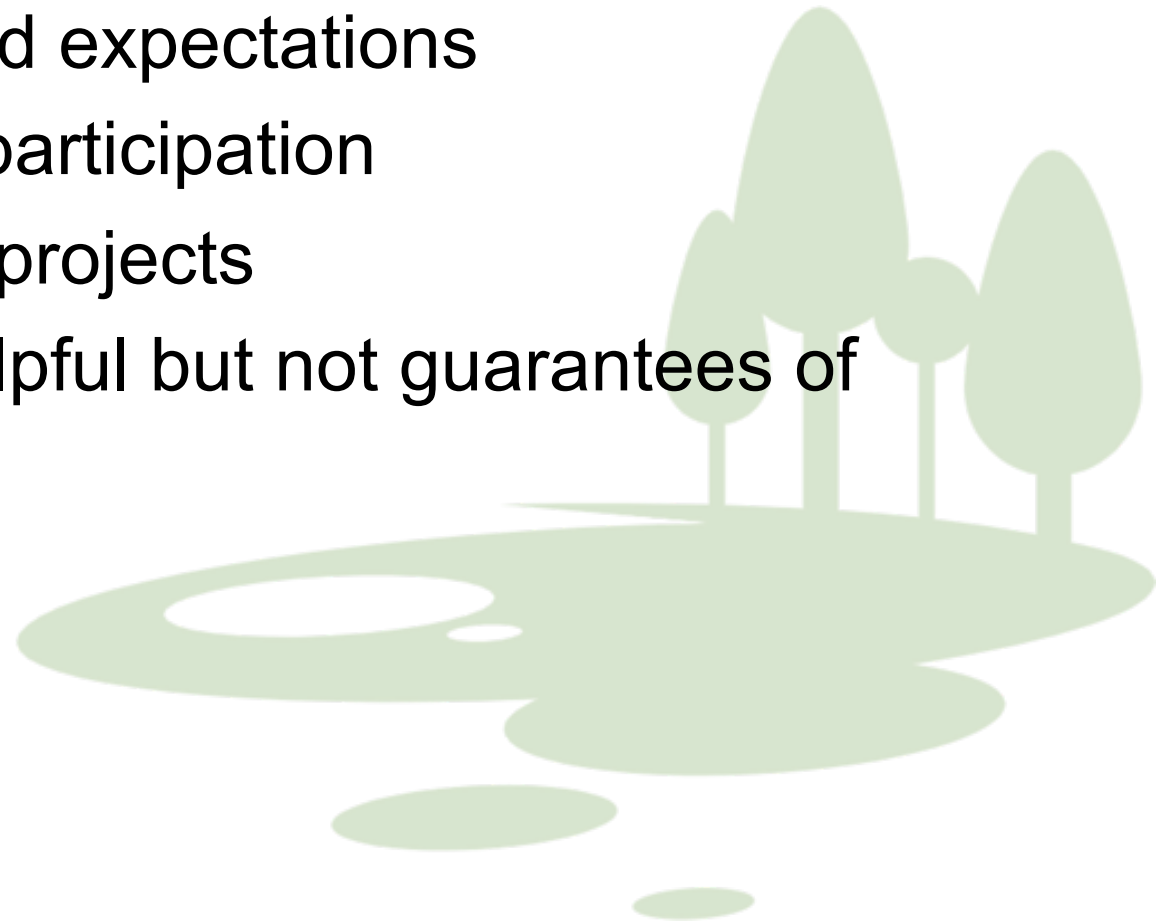 d expectations
participation
projects
lpful but not guarantees of